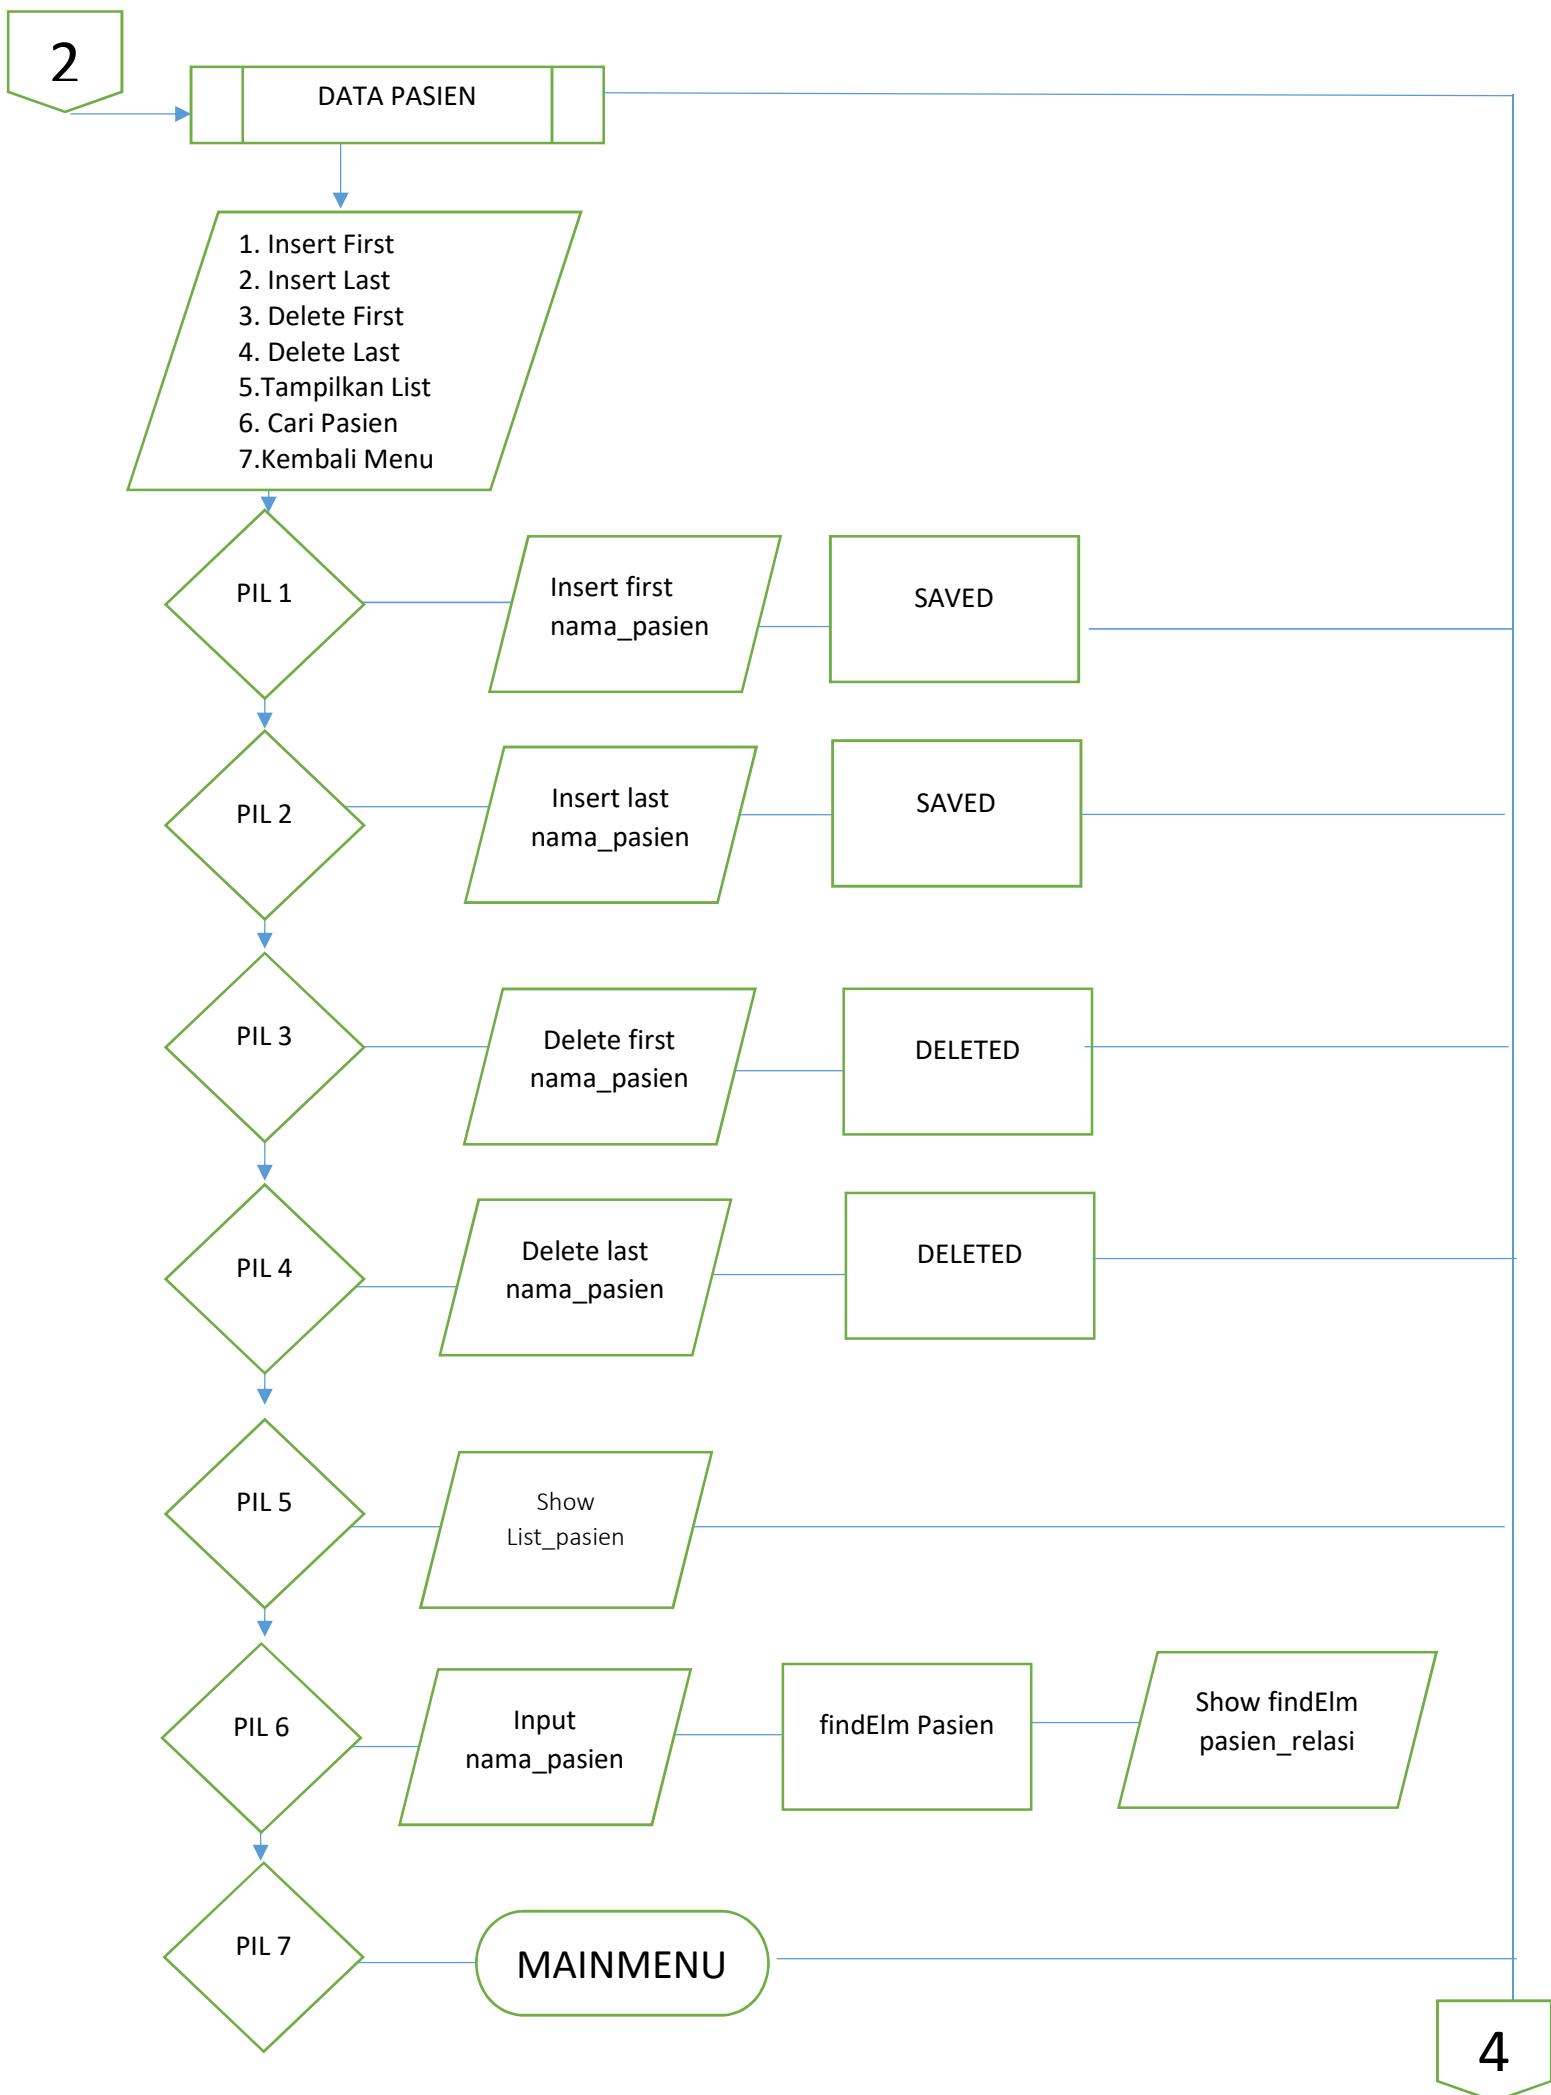 2
DATA PASIEN
1. Insert First
2. Insert Last
3. Delete First
4. Delete Last
5.Tampilkan List
6. Cari Pasien
7.Kembali Menu
PIL 1
Insert first
nama_pasien
SAVED
PIL 2
Insert last
nama_pasien
SAVED
PIL 3
Delete first
nama_pasien
DELETED
PIL 4
Delete last
nama_pasien
DELETED
PIL 5
Show
List_pasien
PIL 6
Input
nama_pasien
findElm Pasien
Show findElm
pasien_relasi
PIL 7
MAINMENU
4